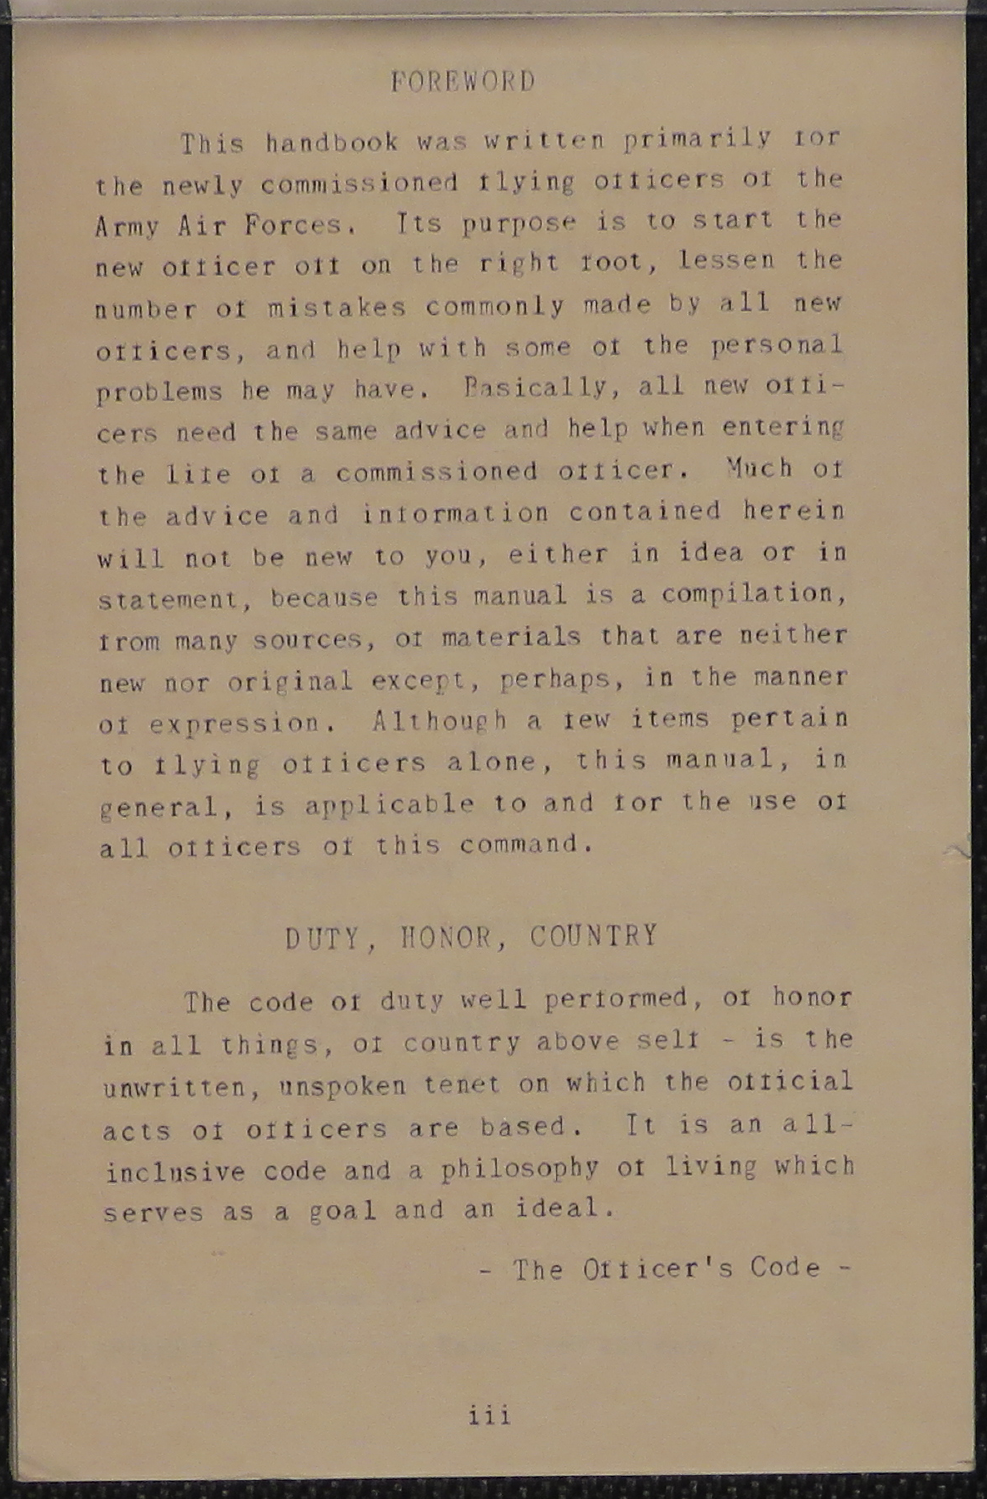 FOREWORD
This handbook was written primarily for
the newly commissioned flying officers of the
Army Air Forces. Its purpose is to start the
new officer off on the right foot, lessen the
number of mistakes commonly made by all new
officers, and help with some of the personal
problems he may have. Basically, all new offi-
cers need the same advice and help when entering
the life of a commissioned officer. Much of
the advice and information contained herein
will not be new to you, either in idea or in
statement, because this manual is a compilation,
from many sources, of materials that are neither
new nor original except, perhaps, in the manner
of expression. Although a few items pertain
to flying officers alone, this manual, in
general, is applicable to and for the use of
all officers of this command.
DUTY, HONOR, COUNTRY
The code of duty well performed, of honor
in all things, of country above self - is the
unwritten, unspoken tenet on which the official
acts of officers are based. It is an all-
inclusive code and a philosophy of living which
serves as a goal and an ideal.
- The Officer's Code -
iii